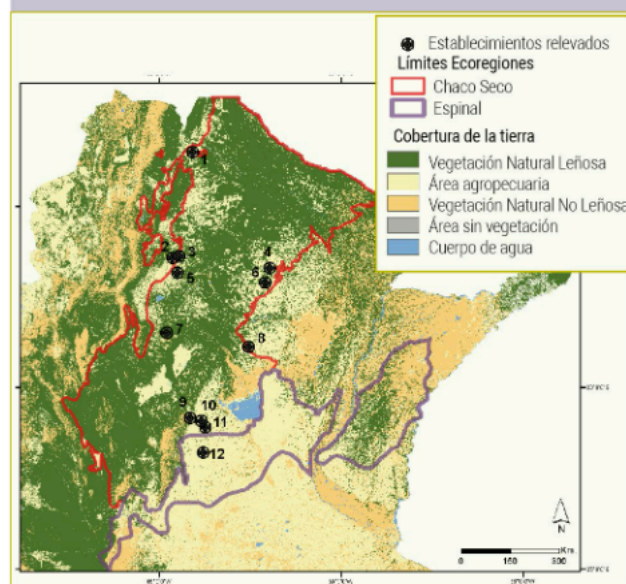 Establecimientos relevados
Límites Ecoregiones
Chaco Seco
Espinal
Cobertura de la tierra
Vegetación Natural Leñosa
Área agropecuaria
Vegetación Natural No Leñosa
Área sin vegetación
Cuerpo de agua
1
2
3
4
5
6
7
8
9
10
11
12
N
0
150
300
Km